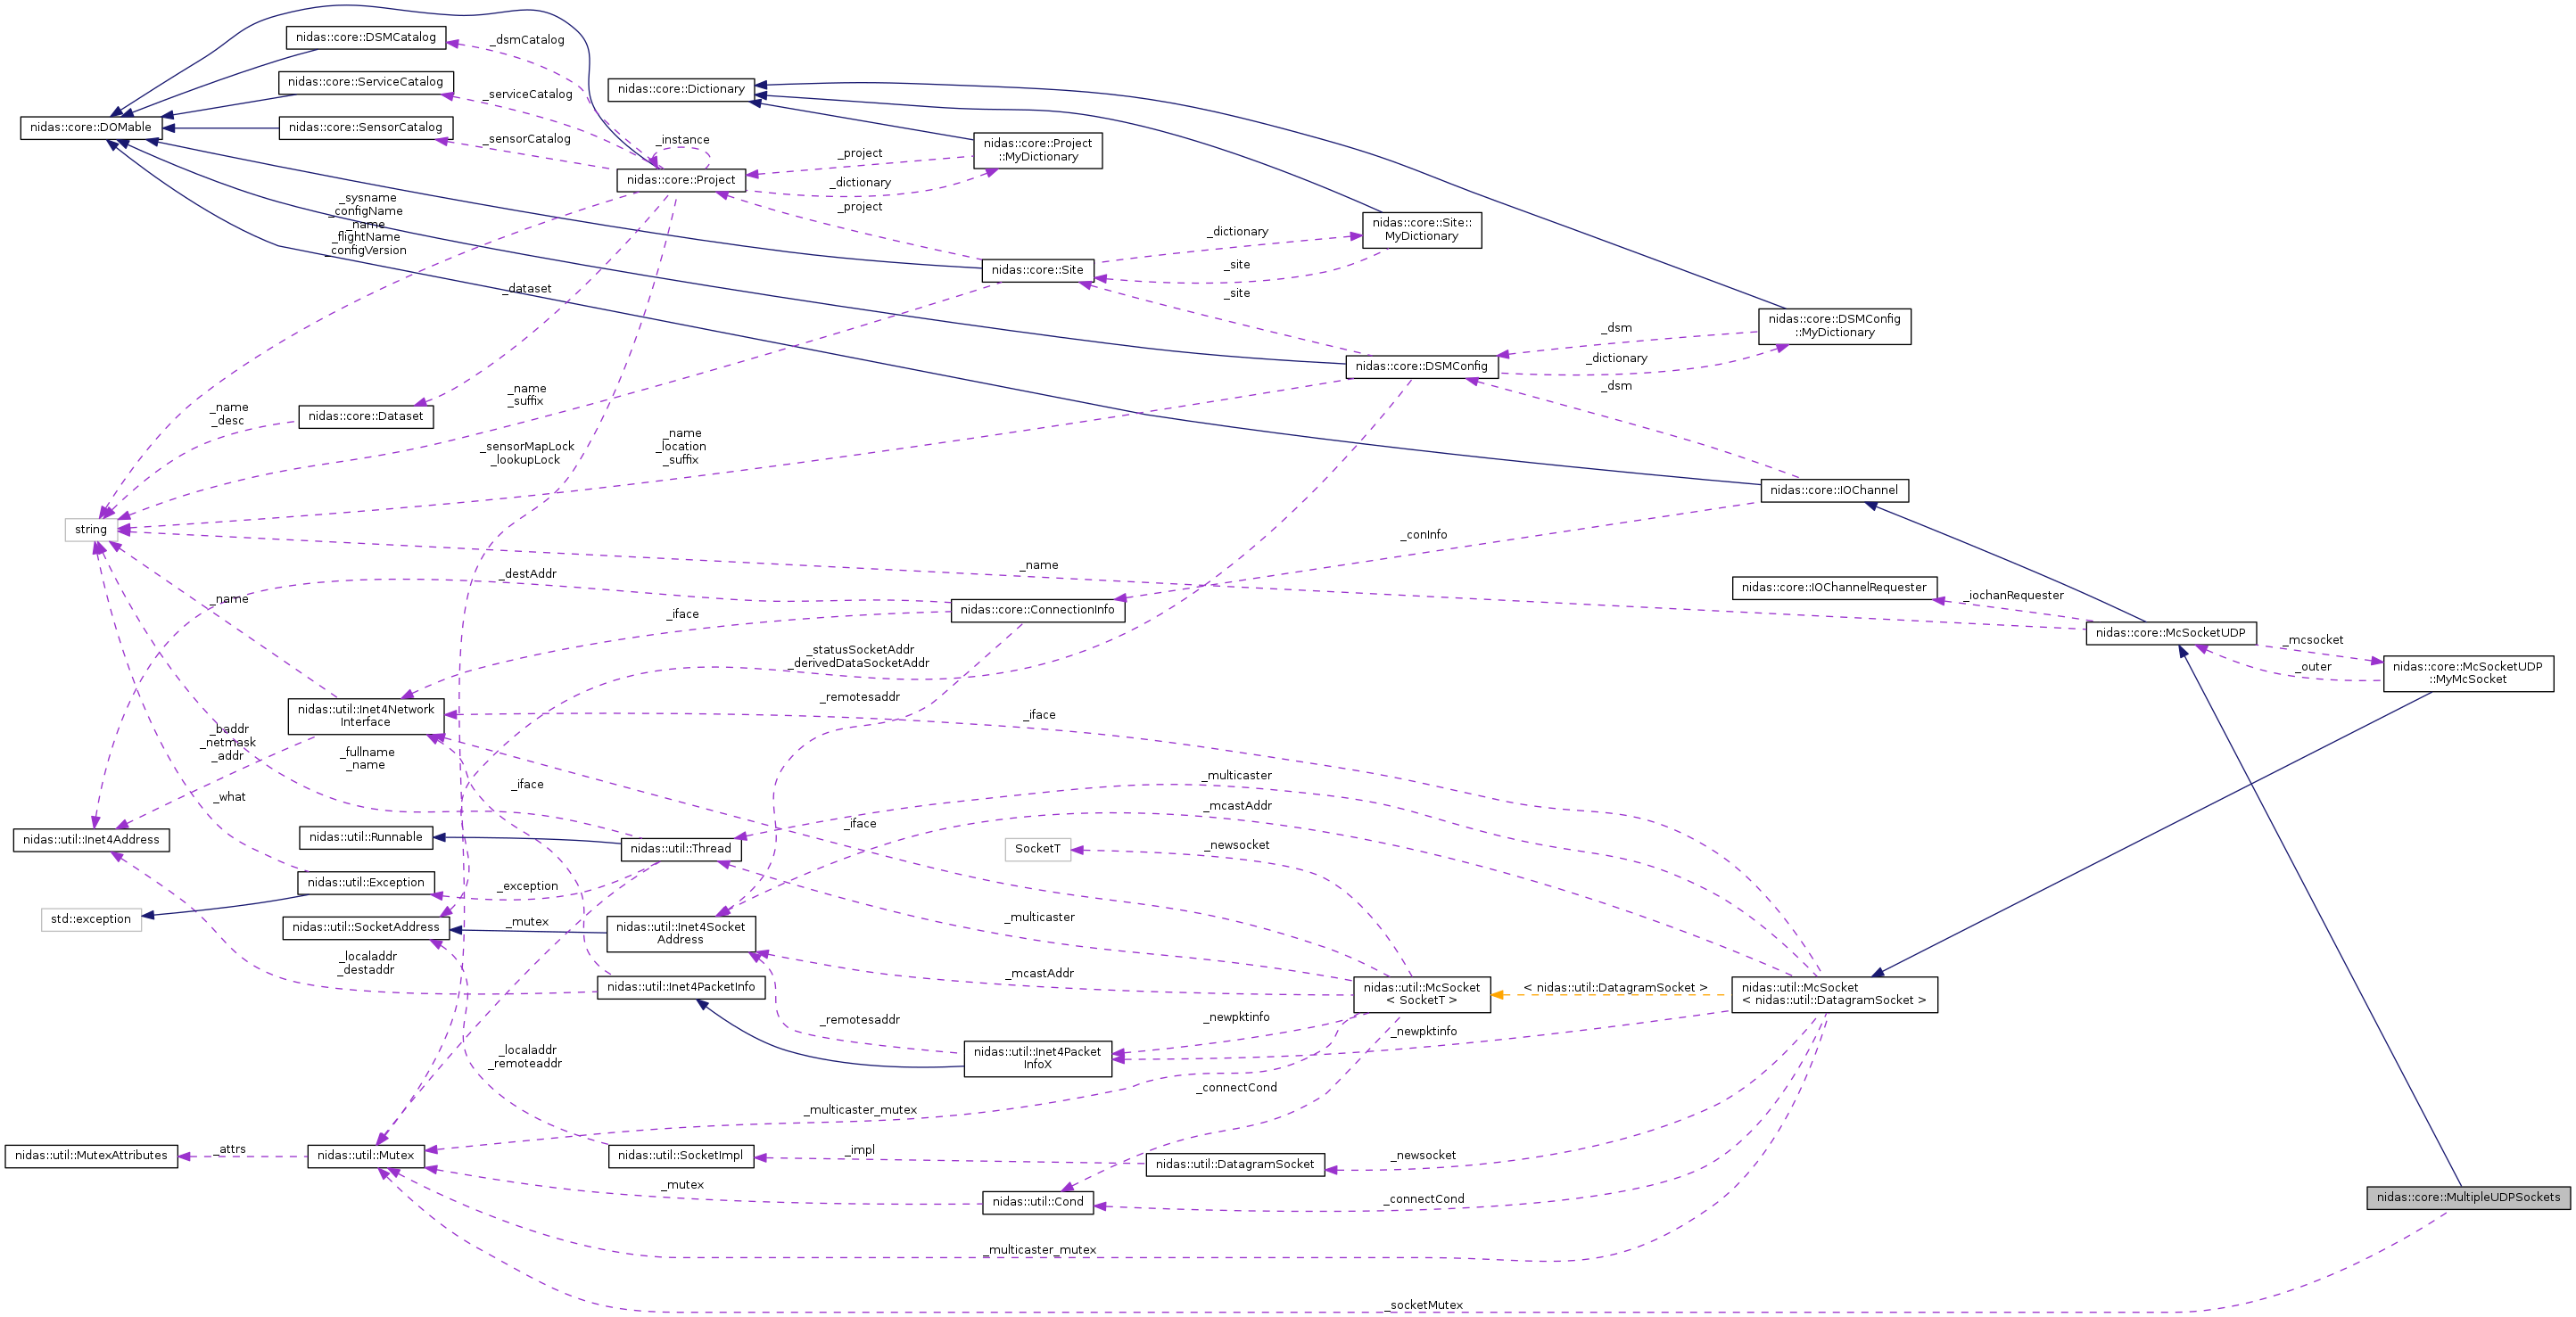 nidas::core::DSMCatalog
_dsmCatalog
nidas::core::ServiceCatalog
_serviceCatalog
nidas::core::Dictionary
nidas::core::DOMable
nidas::core::SensorCatalog
_sensorCatalog
_instance
nidas::core::Project
::MyDictionary
_project
nidas::core::Project
_dictionary
_project
_sysname
_configName
_name
_flightName
_configVersion
nidas::core::Site::
MyDictionary
_dictionary
_site
nidas::core::Site
_dataset
_site
nidas::core::DSMConfig
::MyDictionary
_dsm
_dictionary
nidas::core::DSMConfig
_dsm
_name
_suffix
_name
_desc
nidas::core::Dataset
_sensorMapLock
_lookupLock
_name
_location
_suffix
nidas::core::IOChannel
string
_conInfo
_name
_destAddr
nidas::core::IOChannelRequester
_iochanRequester
_name
nidas::core::ConnectionInfo
_iface
nidas::core::McSocketUDP
_mcsocket
_outer
nidas::core::McSocketUDP
::MyMcSocket
_statusSocketAddr
_derivedDataSocketAddr
_remotesaddr
nidas::util::Inet4Network
Interface
_iface
_baddr
_netmask
_addr
_fullname
_name
_iface
_multicaster
_what
_mcastAddr
_iface
nidas::util::Inet4Address
nidas::util::Runnable
nidas::util::Thread
SocketT
_newsocket
nidas::util::Exception
_exception
std::exception
nidas::util::SocketAddress
_mutex
nidas::util::Inet4Socket
Address
_multicaster
_localaddr
_destaddr
_mcastAddr
nidas::util::Inet4PacketInfo
nidas::util::McSocket
< SocketT >
< nidas::util::DatagramSocket >
nidas::util::McSocket
< nidas::util::DatagramSocket >
_remotesaddr
_newpktinfo
_newpktinfo
nidas::util::Inet4Packet
InfoX
_localaddr
_remoteaddr
_connectCond
_multicaster_mutex
nidas::util::MutexAttributes
_attrs
nidas::util::Mutex
nidas::util::SocketImpl
_impl
nidas::util::DatagramSocket
_newsocket
_mutex
nidas::util::Cond
_connectCond
nidas::core::MultipleUDPSockets
_multicaster_mutex
_socketMutex